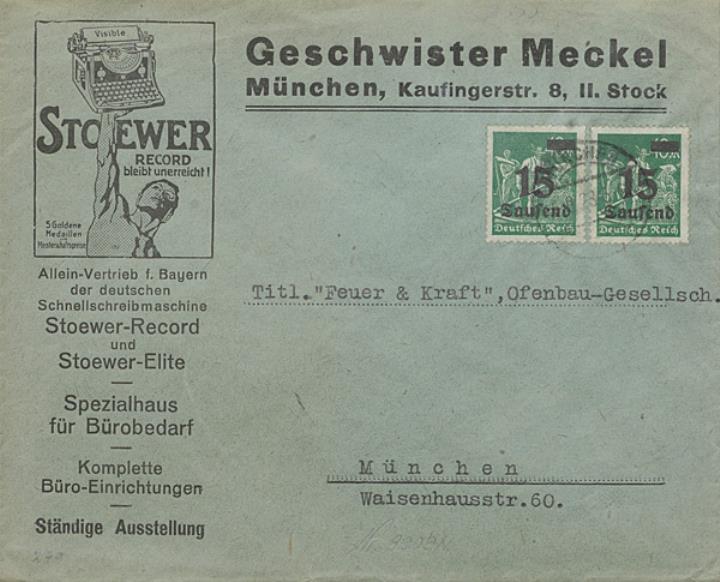 Visible
STOEWER
RECORD
bleibt unerreicht!
5 Goldene
Medaillen
und
Meisterschaftspreise
Allein-Vertrieb f. Bayern
der deutschen
Schnellschreibmaschine
Stoewer-Record
und
Stoewer-Elite
Spezialhaus
für Bürobedarf
Komplette
Büro-Einrichtungen
Ständige Ausstellung
Geschwister Meckel
München, Kaufingerstr. 8, II. Stock
15
Tausend
Deutsches Reich
15
Tausend
Deutsches Reich
Titl."Feuer & Kraft",Ofenbau-Gesellsch.
München
Waisenhausstr.60.